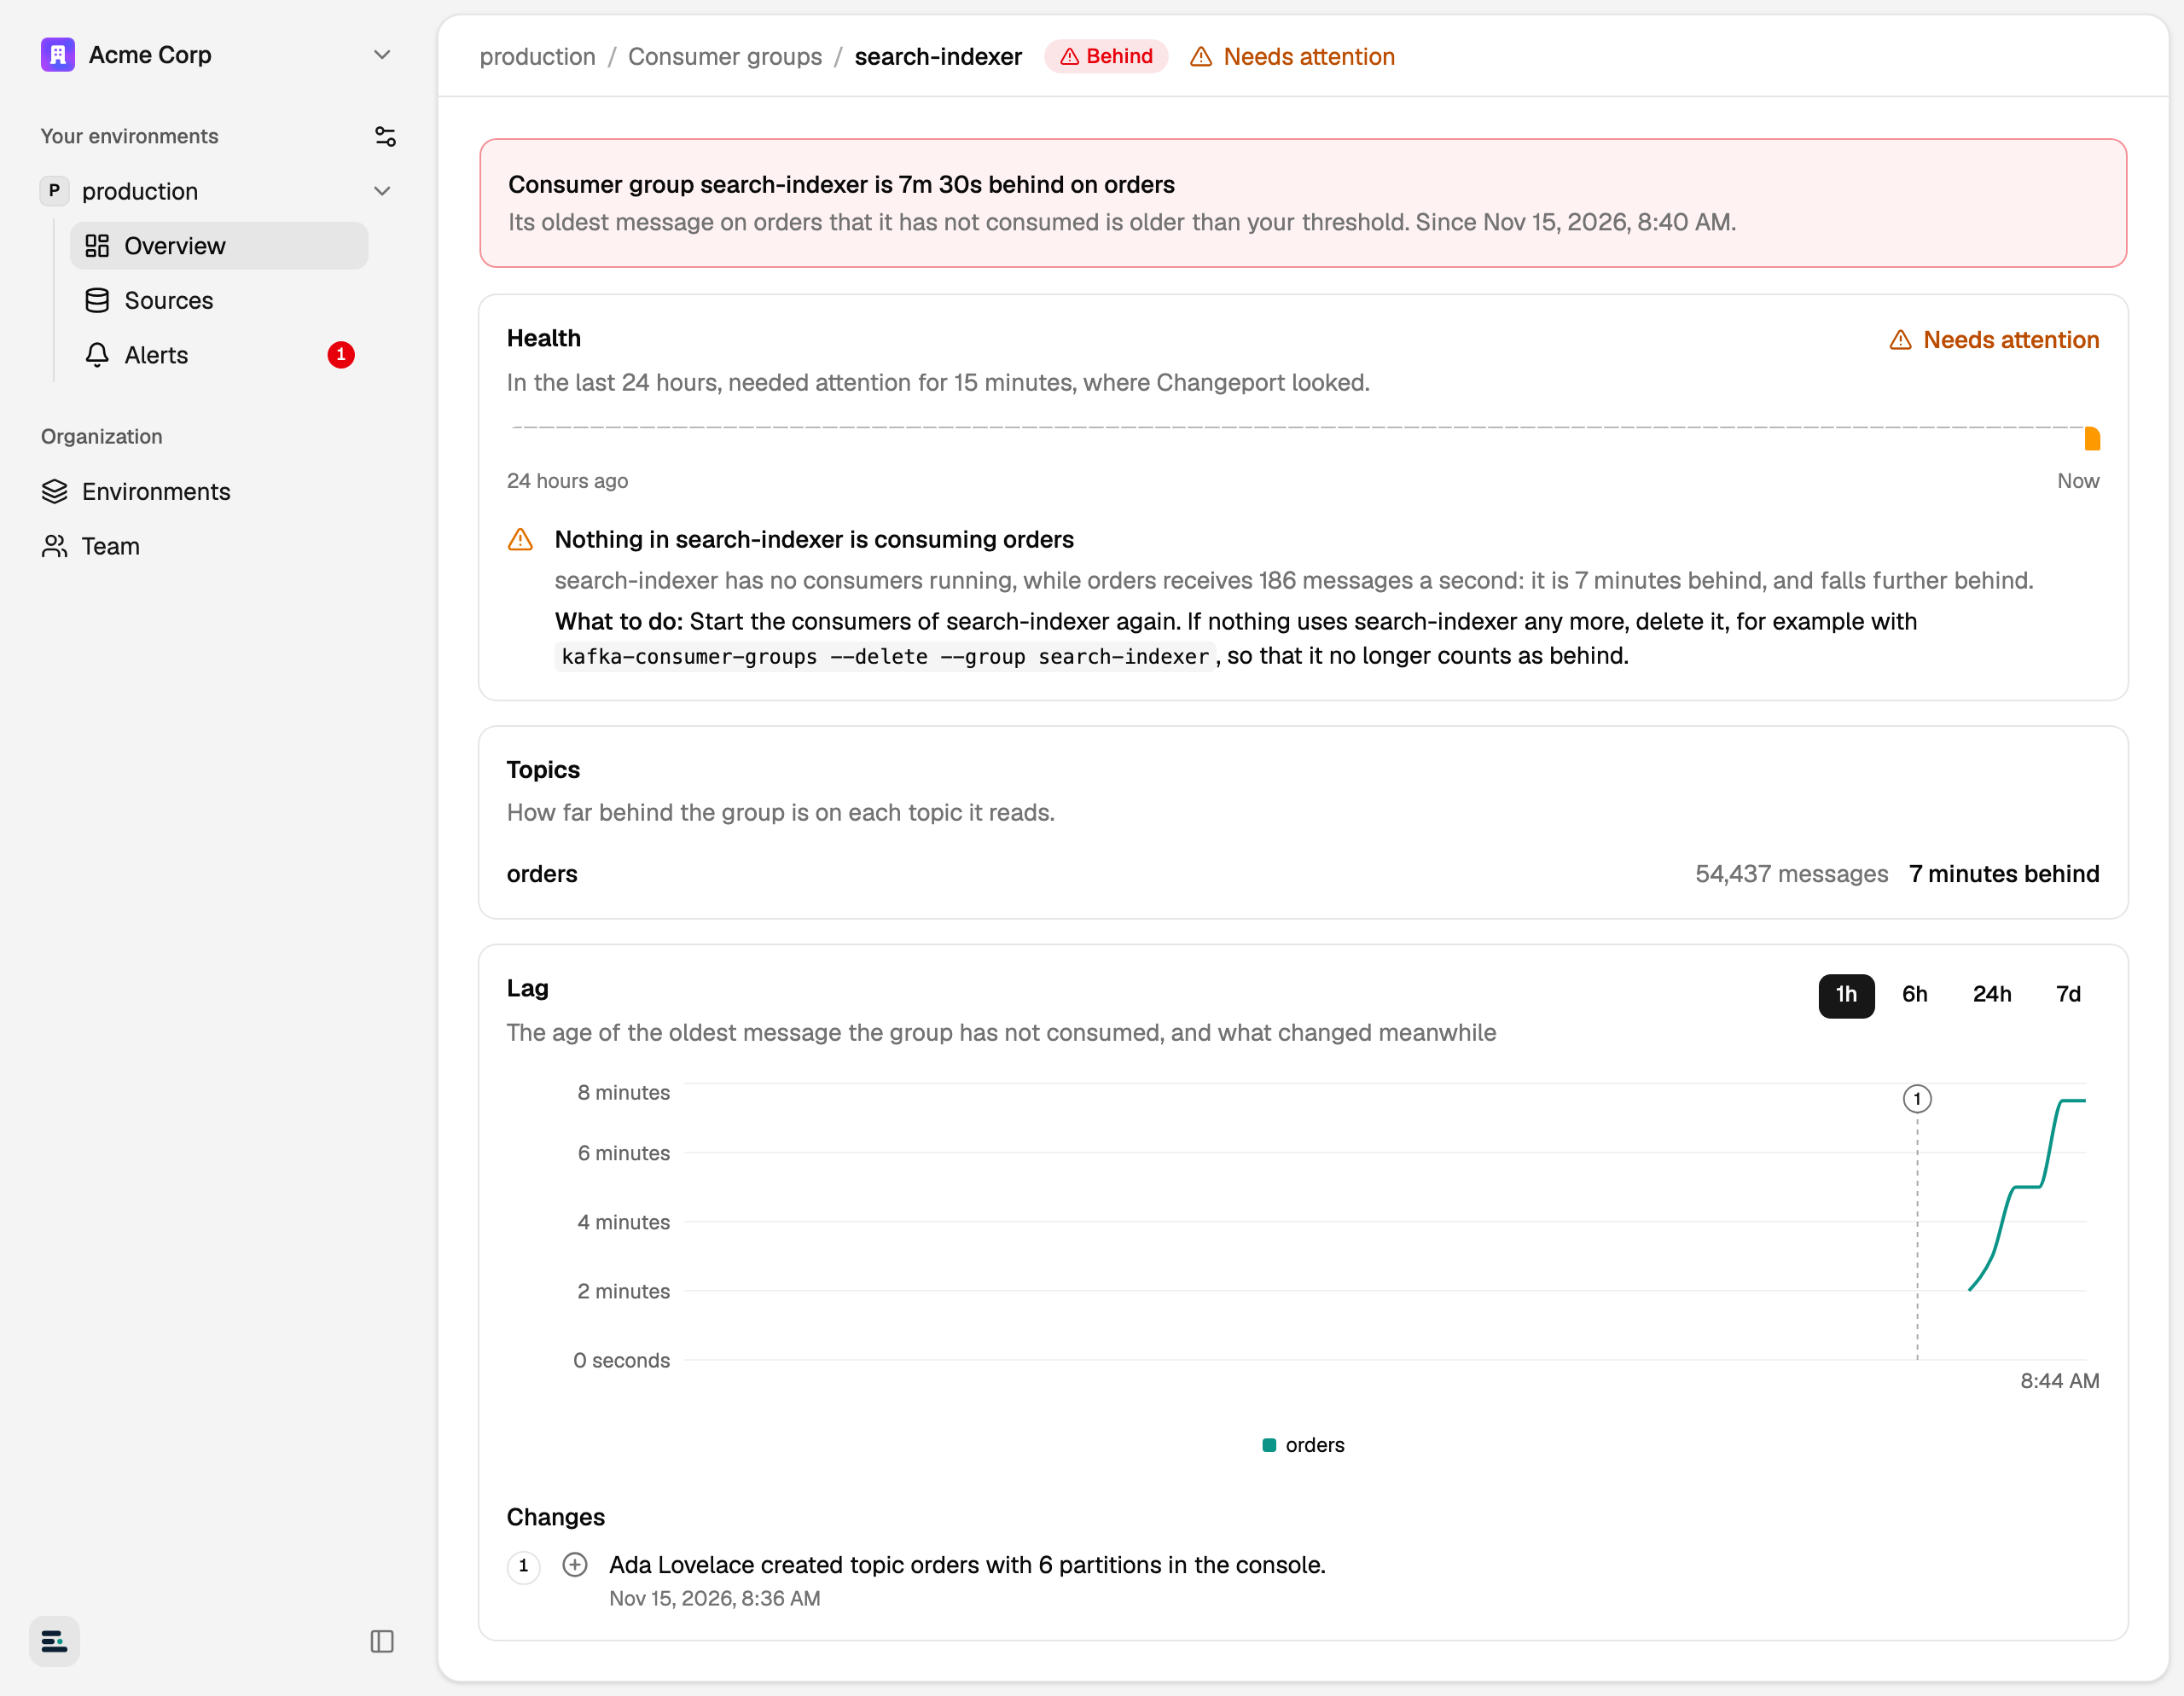 Acme Corp
Your environments
P production
Overview
Sources
Alerts 1
Organization
Environments
Team
production / Consumer groups / search-indexer Behind Needs attention
Consumer group search-indexer is 7m 30s behind on orders
Its oldest message on orders that it has not consumed is older than your threshold. Since Nov 15, 2026, 8:40 AM.
Health Needs attention
In the last 24 hours, needed attention for 15 minutes, where Changeport looked.
24 hours ago Now
Nothing in search-indexer is consuming orders
search-indexer has no consumers running, while orders receives 186 messages a second: it is 7 minutes behind, and falls further behind.
What to do: Start the consumers of search-indexer again. If nothing uses search-indexer any more, delete it, for example with
kafka-consumer-groups --delete --group search-indexer, so that it no longer counts as behind.
Topics
How far behind the group is on each topic it reads.
orders 54,437 messages 7 minutes behind
Lag 1h 6h 24h 7d
The age of the oldest message the group has not consumed, and what changed meanwhile
8 minutes
1
6 minutes
4 minutes
2 minutes
0 seconds
8:44 AM
orders
Changes
1 Ada Lovelace created topic orders with 6 partitions in the console.
Nov 15, 2026, 8:36 AM